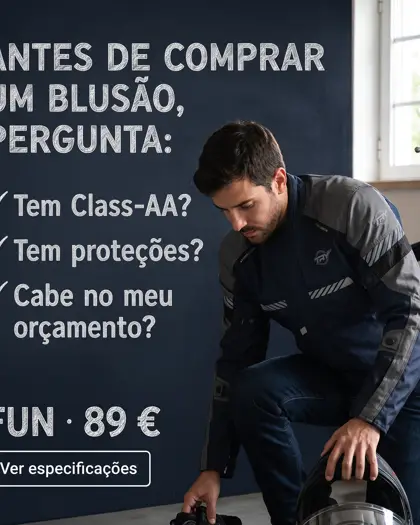 ANTES DE COMPRAR
UM BLUSÃO,
PERGUNTA:
✓ Tem Class-AA?
✓ Tem proteções?
✓ Cabe no meu
orçamento?
FUN · 89 €
Ver especificações